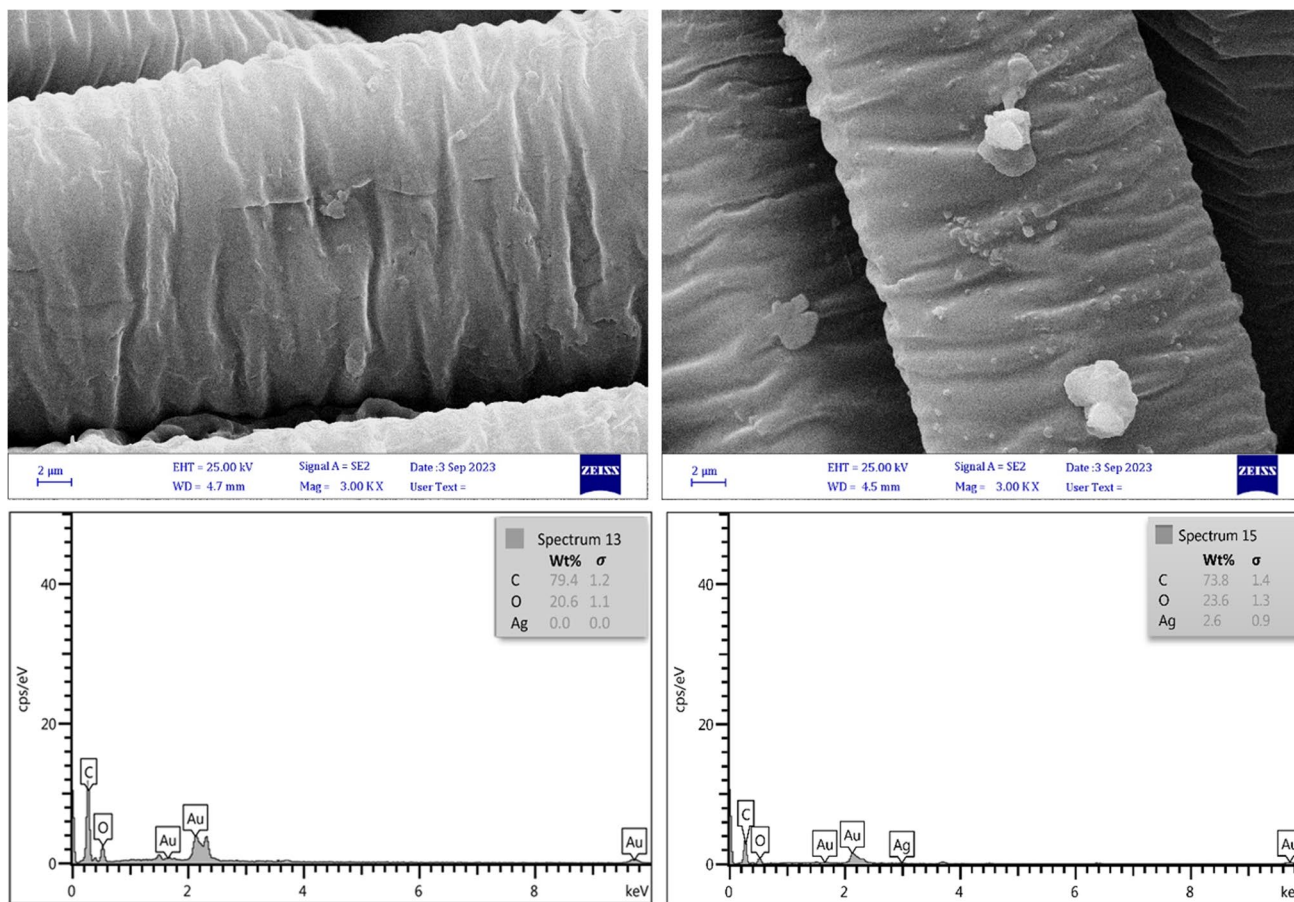 2 μm
EHT = 25.00 kV Signal A = SE2 Date :3 Sep 2023 ZEISS
WD = 4.7 mm Mag = 3.00 K X User Text =
2 μm
EHT = 25.00 kV Signal A = SE2 Date :3 Sep 2023 ZEISS
WD = 4.5 mm Mag = 3.00 K X User Text =
Spectrum 13
Wt% σ
C 79.4 1.2
O 20.6 1.1
Ag 0.0 0.0
cps/eV
40
20
0
C
O
Au
Au
Au
0 2 4 6 8 keV
Spectrum 15
Wt% σ
C 73.8 1.4
O 23.6 1.3
Ag 2.6 0.9
cps/eV
40
20
0
C
O
Au
Au
Ag
Au
0 2 4 6 8 ke